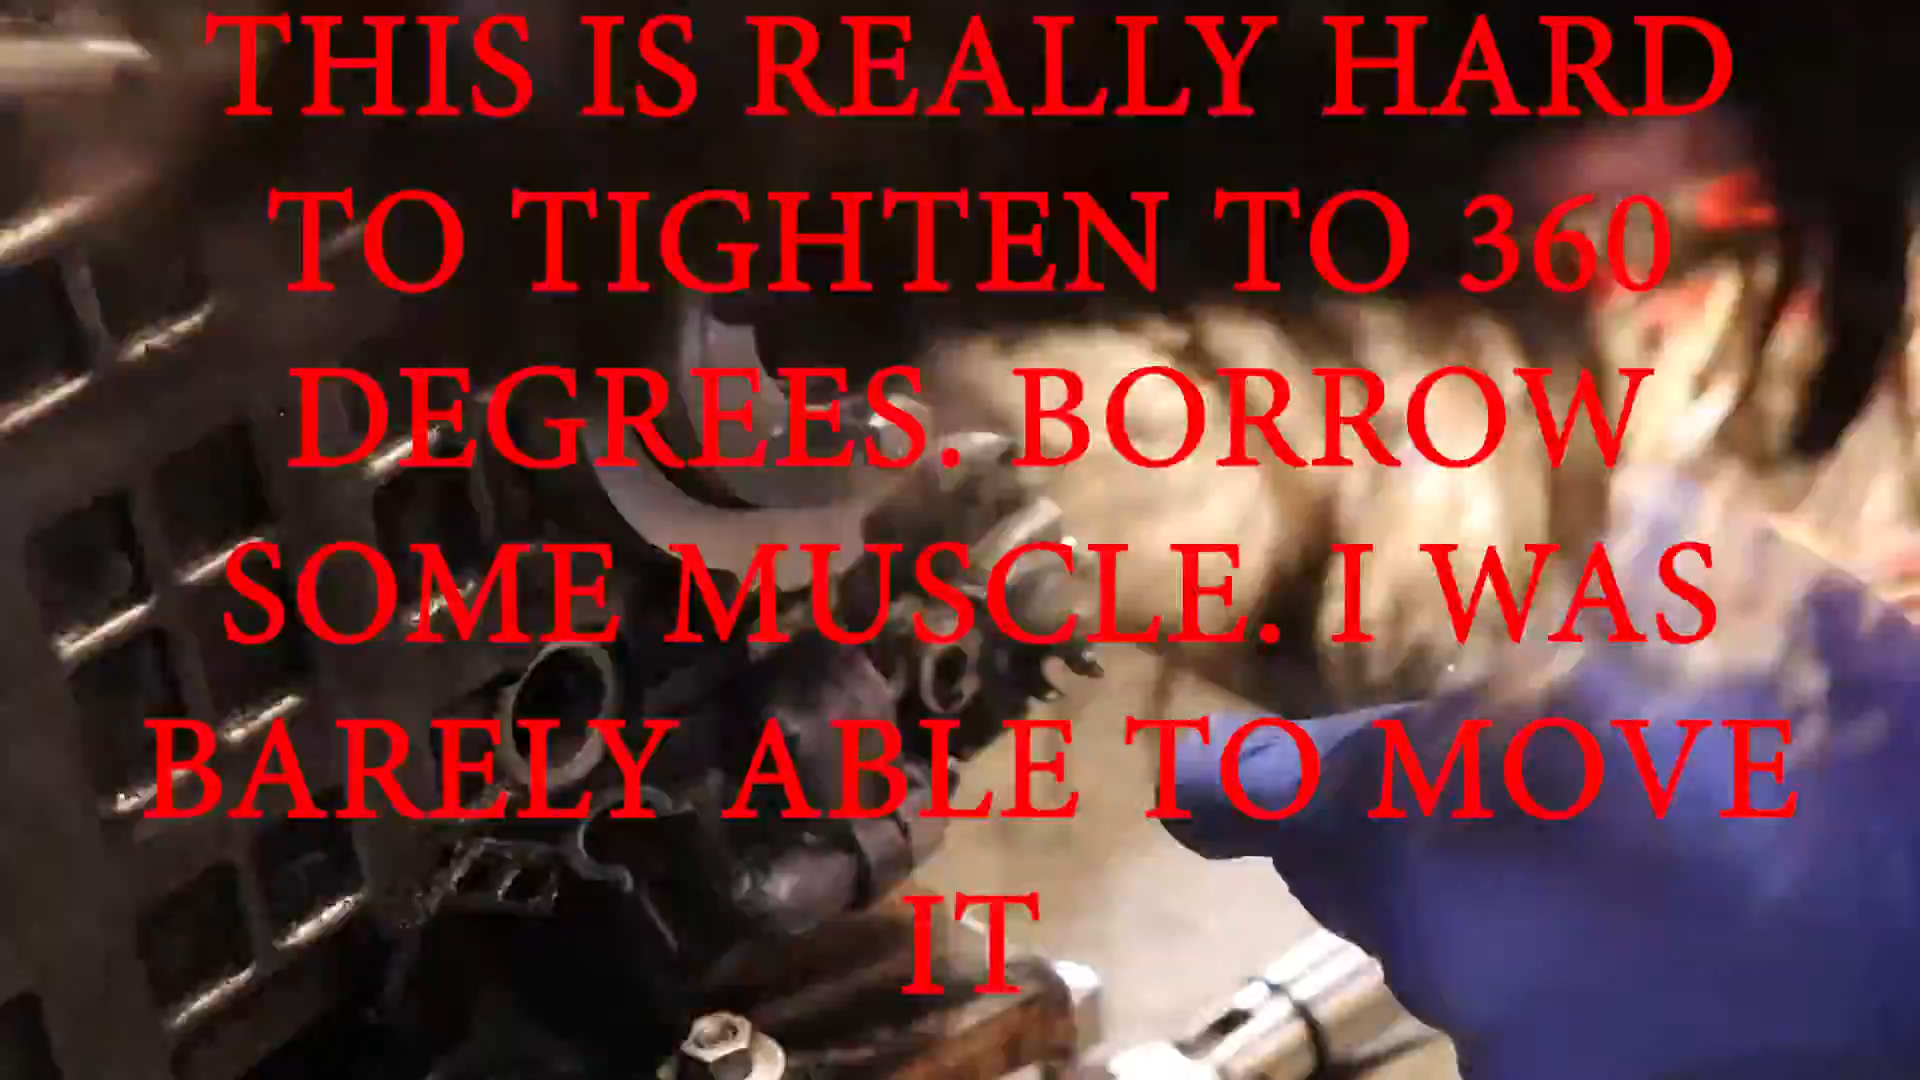 THIS IS REALLY HARD
TO TIGHTEN TO 360
DEGREES. BORROW
SOME MUSCLE. I WAS
BARELY ABLE TO MOVE
IT